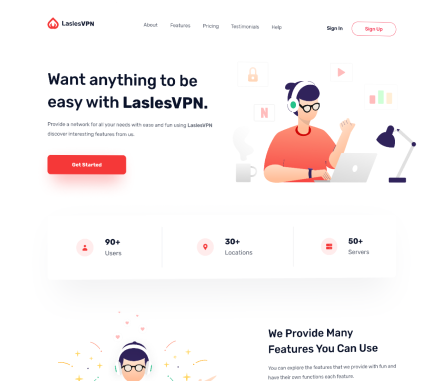 LaslesVPN
About Features Pricing Testimonials Help
Sign in
Sign Up
Want anything to be
easy with LaslesVPN.
Provide a network for all your needs with ease and fun using LaslesVPN
discover interesting features from us.
Get Started
N
90+
Users
30+
Locations
50+
Servers
We Provide Many
Features You Can Use
You can explore the features that we provide with fun and
have their own functions each feature.